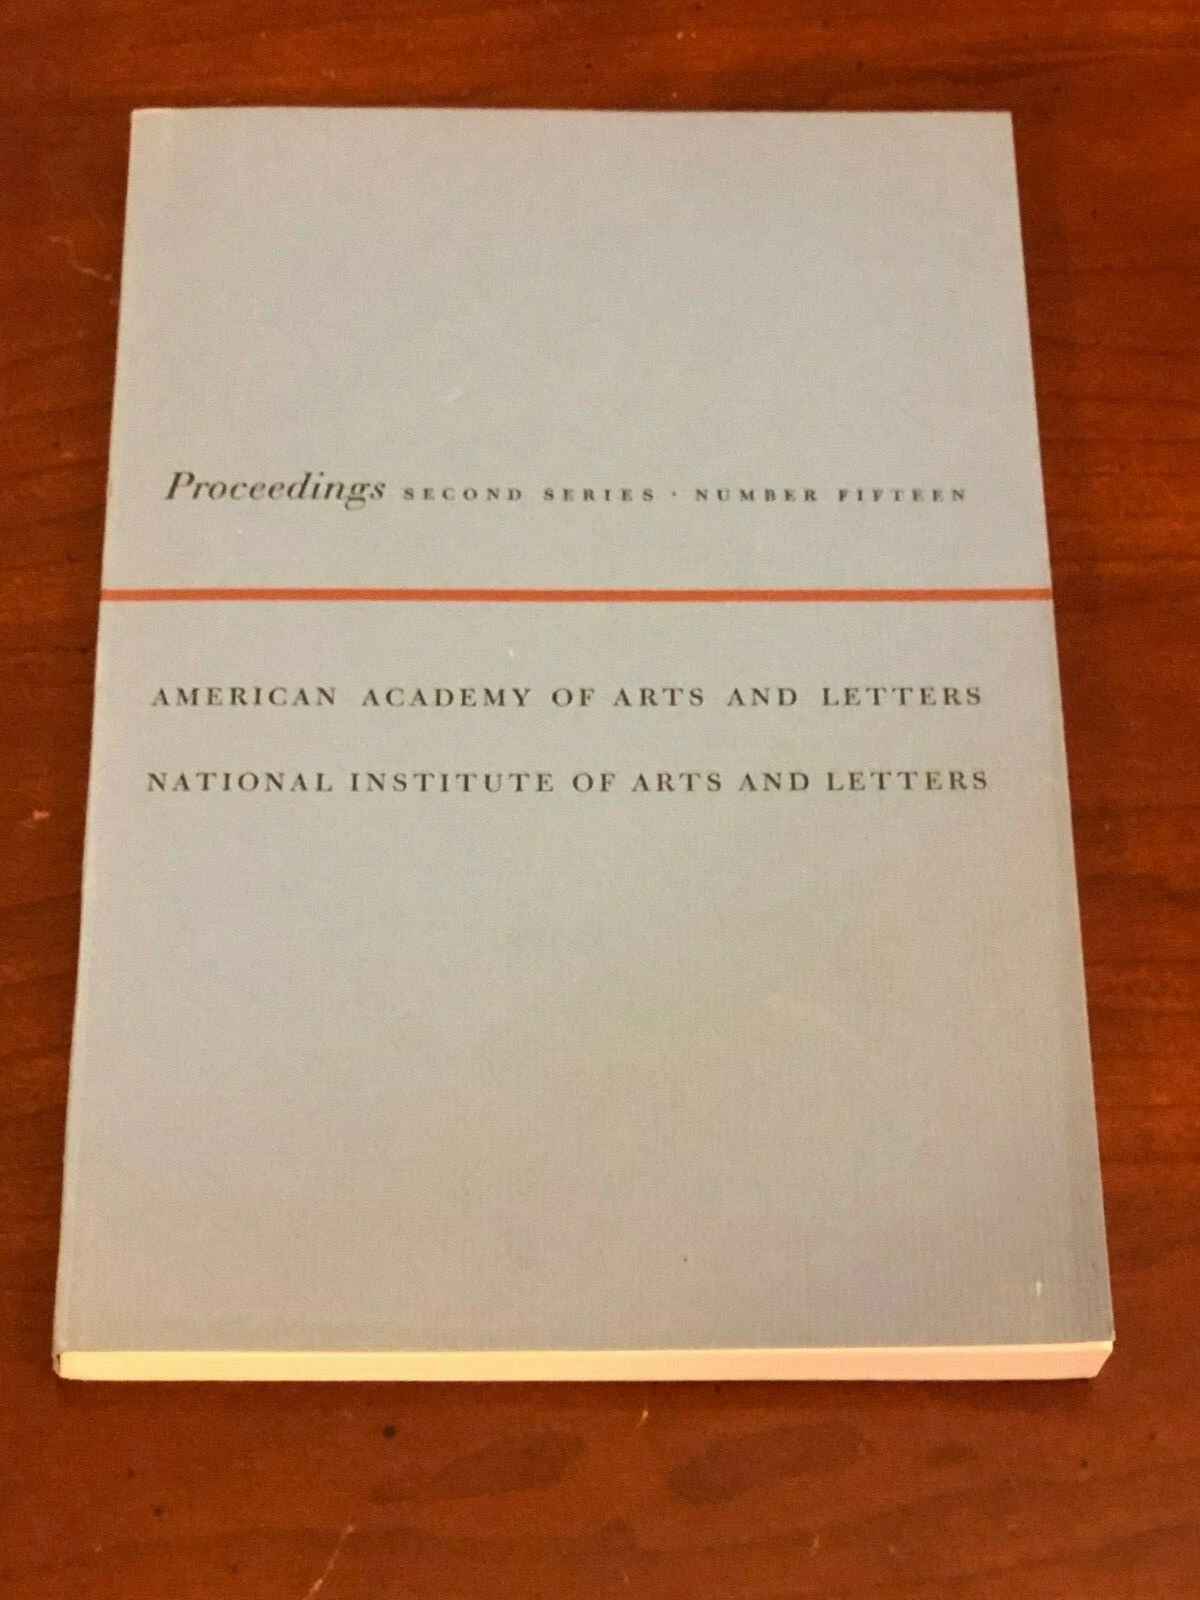 Proceedings SECOND SERIES · NUMBER FIFTEEN
AMERICAN ACADEMY OF ARTS AND LETTERS
NATIONAL INSTITUTE OF ARTS AND LETTERS